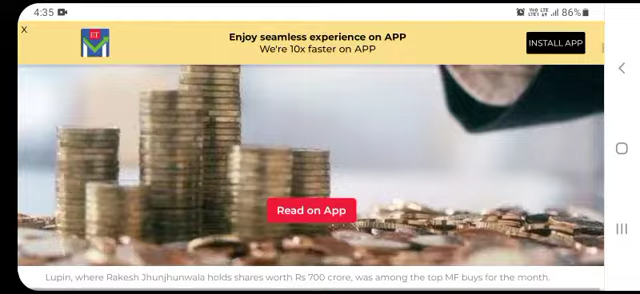 4:35
86%
X
ET
Enjoy seamless experience on APP
We're 10x faster on APP
INSTALL APP
Read on App
Lupin, where Rakesh Jhunjhunwala holds shares worth Rs 700 crore, was among the top MF buys for the month.